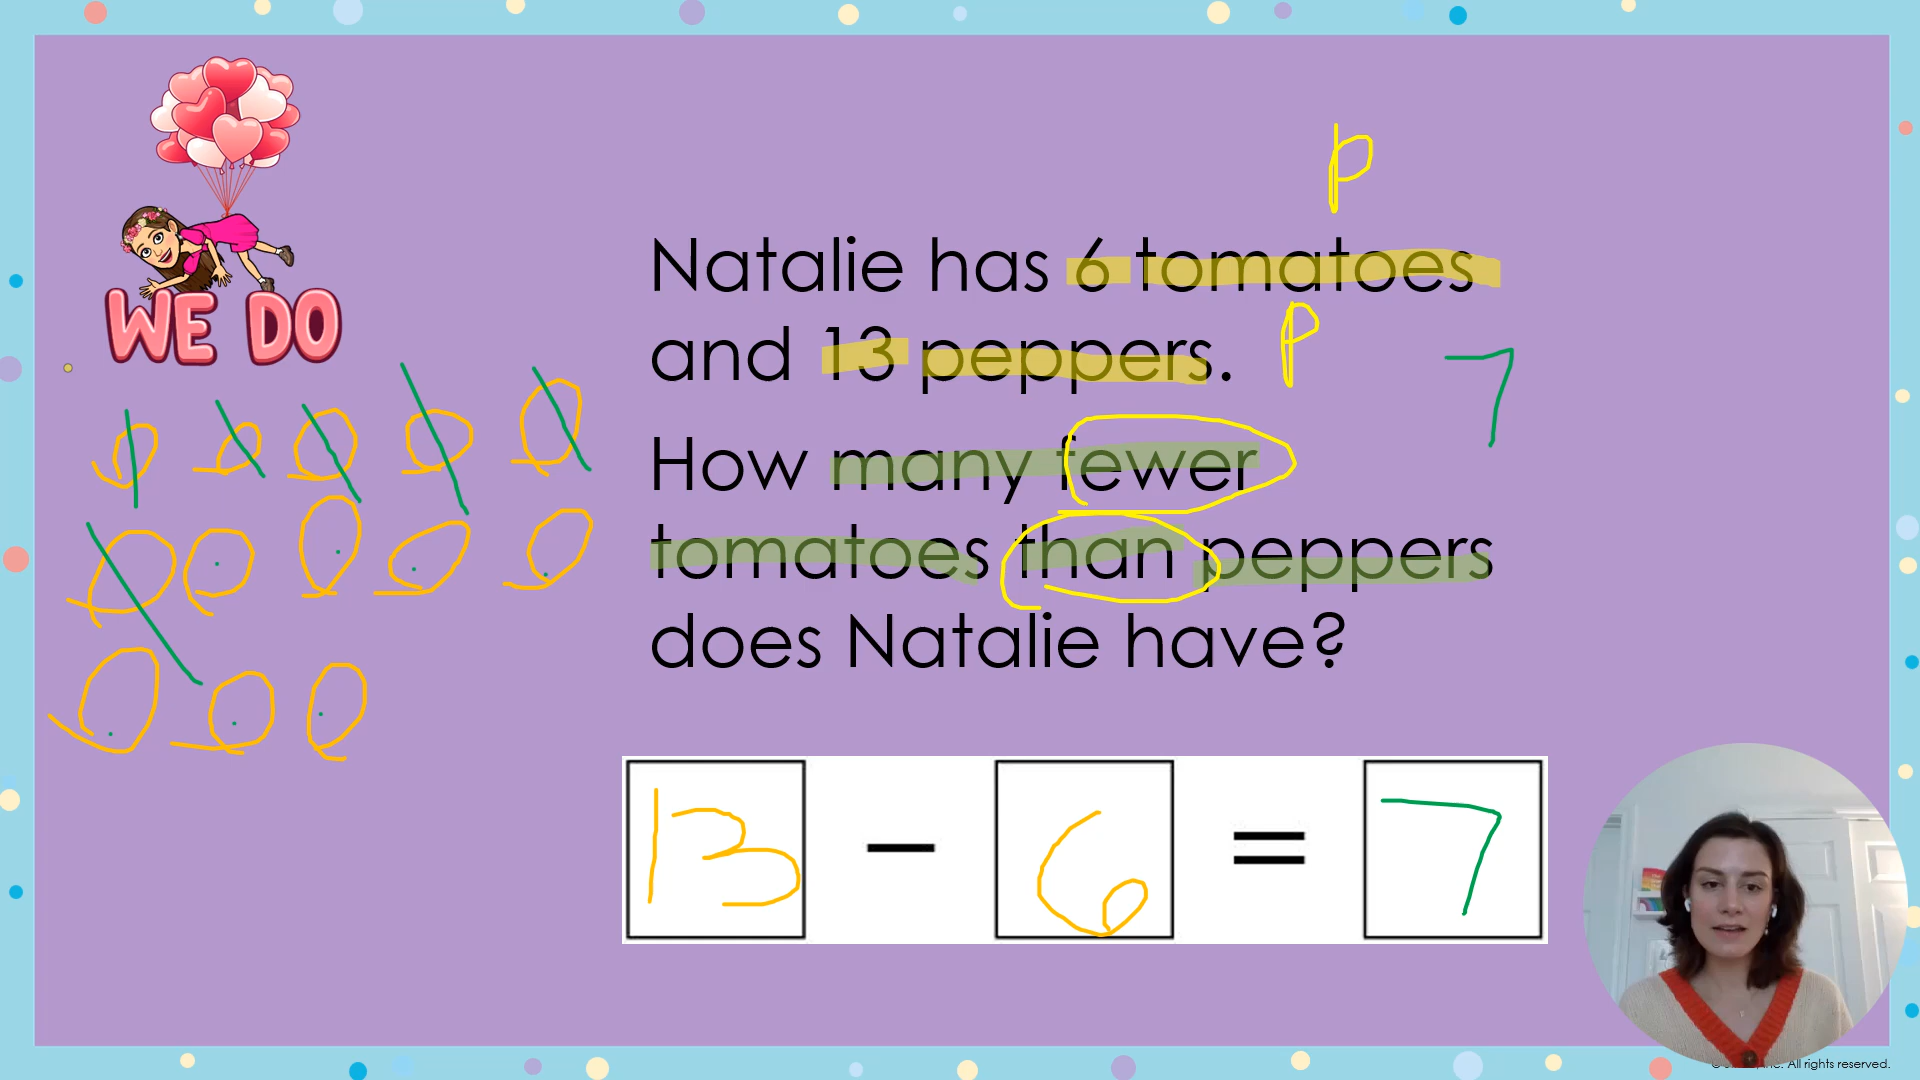 WE DO
p
Natalie has 6 tomatoes
and 13 peppers.
p
7
How many fewer
tomatoes than peppers
does Natalie have?
13 − 6 = 7
All rights reserved.